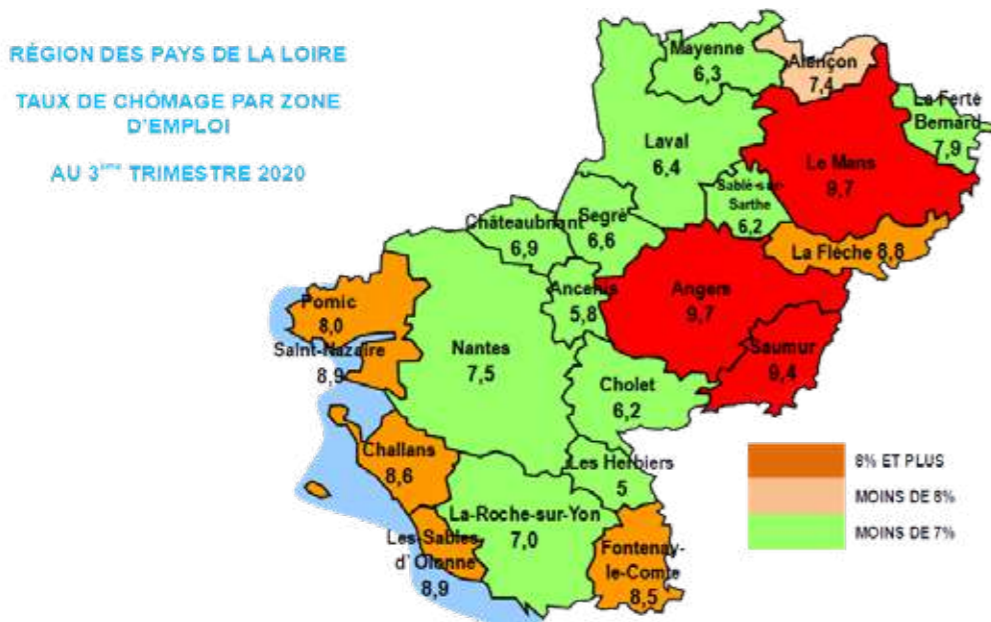 RÉGION DES PAYS DE LA LOIRE
TAUX DE CHÔMAGE PAR ZONE
D'EMPLOI
AU 3ème TRIMESTRE 2020
Mayenne
6,3
Alençon
7,4
La Ferté
Bernard
7,9
Laval
6,4
Le Mans
9,7
Sablé-sur-
Sarthe
6,2
Châteaubriant
6,9
Segré
6,6
La Flèche 8,8
Ancenis
5,8
Angers
9,7
Pornic
8,0
Saint-Nazaire
8,9
Nantes
7,5
Saumur
9,4
Cholet
6,2
Challans
8,6
Les Herbiers
5
La-Roche-sur-Yon
7,0
Les-Sables-
d' Olonne
8,9
Fontenay-
le-Comte
8,5
8% ET PLUS
MOINS DE 8%
MOINS DE 7%